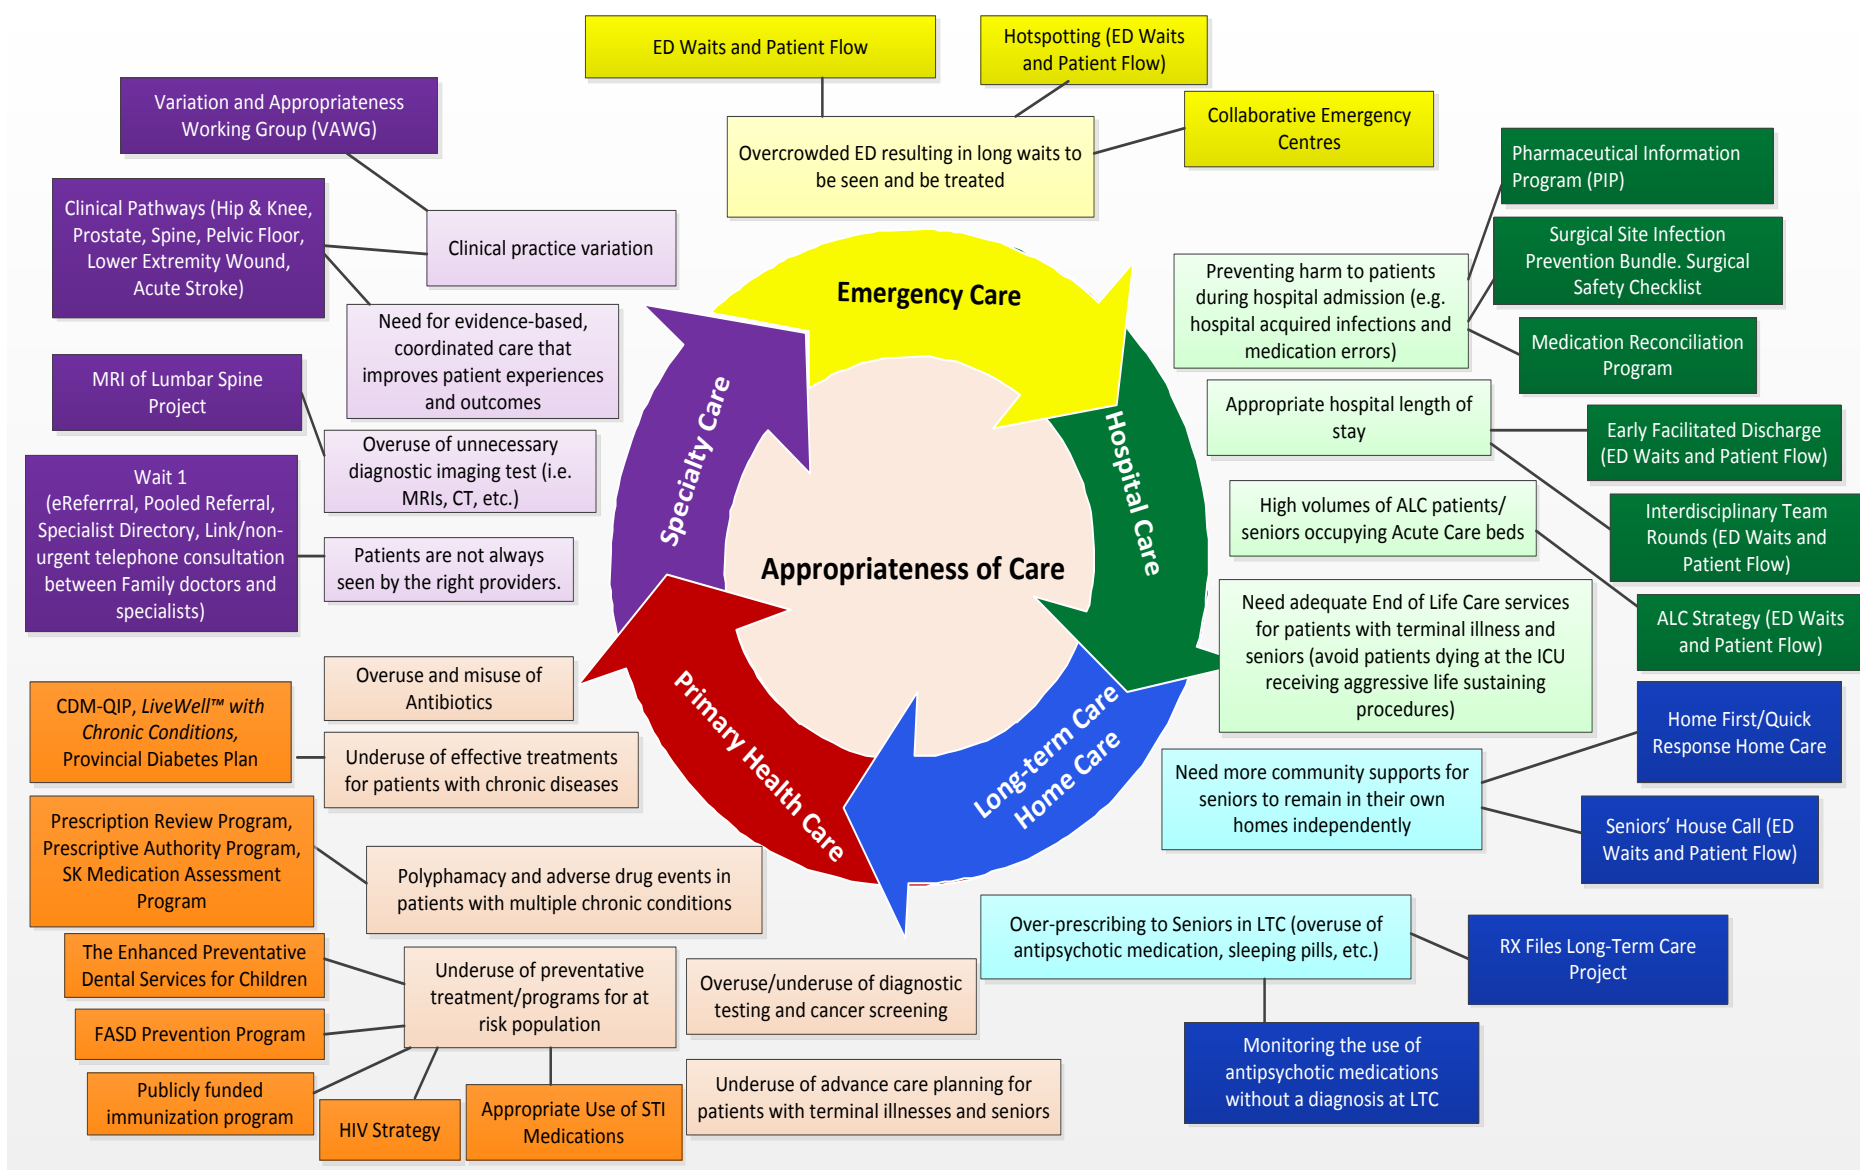 ED Waits and Patient Flow
Hotspotting (ED Waits
and Patient Flow)
Collaborative Emergency
Centres
Overcrowded ED resulting in long waits to
be seen and be treated
Variation and Appropriateness
Working Group (VAWG)
Clinical Pathways (Hip & Knee,
Prostate, Spine, Pelvic Floor,
Lower Extremity Wound,
Acute Stroke)
Clinical practice variation
Need for evidence-based,
coordinated care that
improves patient experiences
and outcomes
MRI of Lumbar Spine
Project
Overuse of unnecessary
diagnostic imaging test (i.e.
MRIs, CT, etc.)
Wait 1
(eReferrral, Pooled Referral,
Specialist Directory, Link/non-
urgent telephone consultation
between Family doctors and
specialists)
Patients are not always
seen by the right providers.
Emergency Care
Hospital Care
Long-term Care
Home Care
Primary Health Care
Specialty Care
Appropriateness of Care
Pharmaceutical Information
Program (PIP)
Surgical Site Infection
Prevention Bundle. Surgical
Safety Checklist
Medication Reconciliation
Program
Preventing harm to patients
during hospital admission (e.g.
hospital acquired infections and
medication errors)
Appropriate hospital length of
stay
Early Facilitated Discharge
(ED Waits and Patient Flow)
Interdisciplinary Team
Rounds (ED Waits and
Patient Flow)
High volumes of ALC patients/
seniors occupying Acute Care beds
ALC Strategy (ED Waits
and Patient Flow)
Need adequate End of Life Care services
for patients with terminal illness and
seniors (avoid patients dying at the ICU
receiving aggressive life sustaining
procedures)
Home First/Quick
Response Home Care
Need more community supports for
seniors to remain in their own
homes independently
Seniors' House Call (ED
Waits and Patient Flow)
Over-prescribing to Seniors in LTC (overuse of
antipsychotic medication, sleeping pills, etc.)
RX Files Long-Term Care
Project
Monitoring the use of
antipsychotic medications
without a diagnosis at LTC
Overuse and misuse of
Antibiotics
CDM-QIP, LiveWell™ with
Chronic Conditions,
Provincial Diabetes Plan
Underuse of effective treatments
for patients with chronic diseases
Prescription Review Program,
Prescriptive Authority Program,
SK Medication Assessment
Program
Polyphamacy and adverse drug events in
patients with multiple chronic conditions
The Enhanced Preventative
Dental Services for Children
FASD Prevention Program
Publicly funded
immunization program
HIV Strategy
Appropriate Use of STI
Medications
Underuse of preventative
treatment/programs for at
risk population
Overuse/underuse of diagnostic
testing and cancer screening
Underuse of advance care planning for
patients with terminal illnesses and seniors